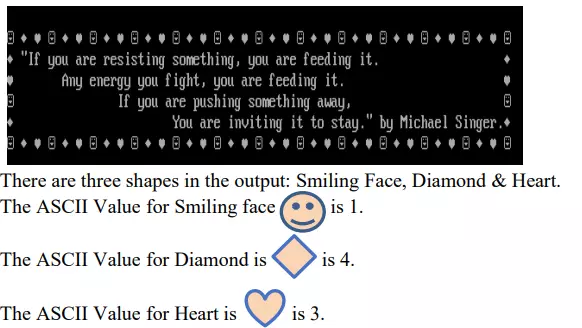 "If you are resisting something, you are feeding it.
Any energy you fight, you are feeding it.
If you are pushing something away,
You are inviting it to stay." by Michael Singer.
There are three shapes in the output: Smiling Face, Diamond & Heart.
The ASCII Value for Smiling face is 1.
The ASCII Value for Diamond is is 4.
The ASCII Value for Heart is is 3.